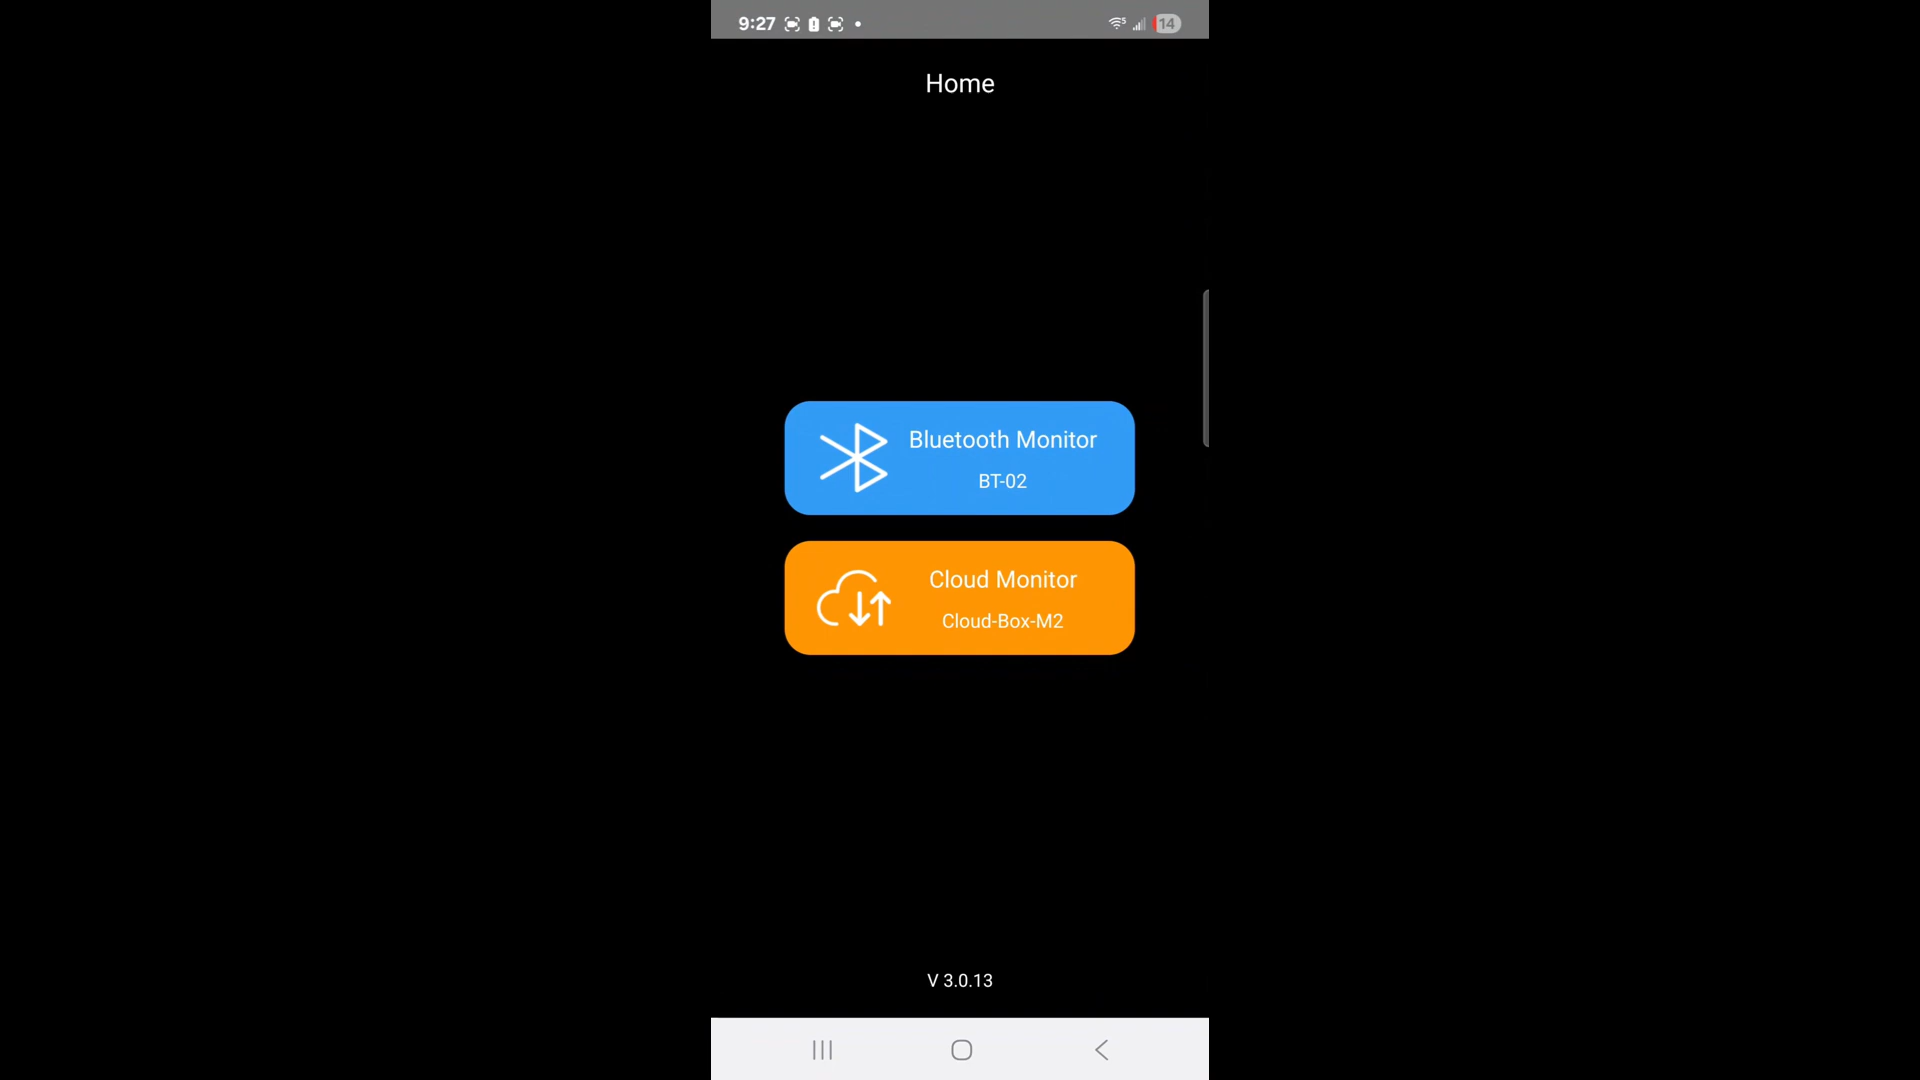 9:27
14
Home
Bluetooth Monitor
BT-02
Cloud Monitor
Cloud-Box-M2
V 3.0.13